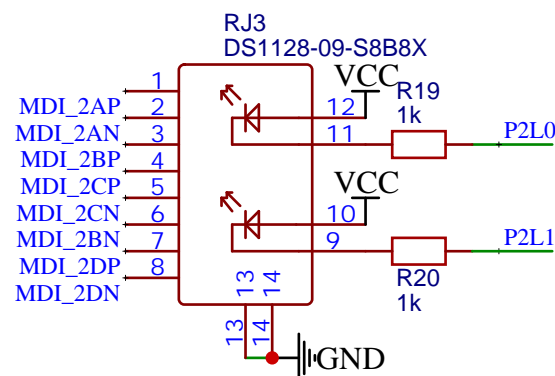 RJ3
DS1128-09-S8B8X
1
MDI_2AP
2
MDI_2AN
3
MDI_2BP
4
MDI_2CP
5
MDI_2CN
6
MDI_2BN
7
MDI_2DP
8
MDI_2DN
VCC
12
11
R19
1k
P2L0
VCC
10
9
P2L1
R20
1k
13
14
13
14
GND